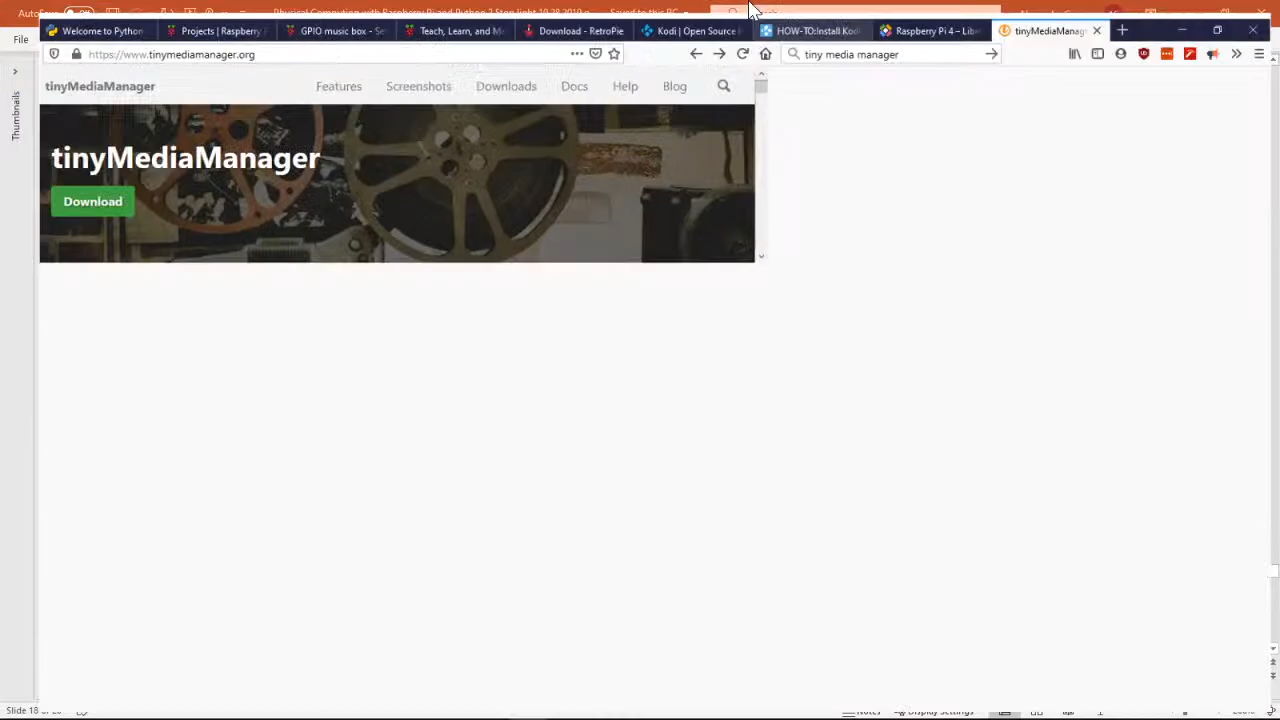 Welcome to Python
Projects | Raspberry
GPIO music box - Se
Teach, Learn, and M
Download - RetroPie
Kodi | Open Source
HOW-TO:Install Kodi
Raspberry Pi 4 – Lib
tinyMediaManag
File
https://www.tinymediamanager.org
tiny media manager
tinyMediaManager
Features
Screenshots
Downloads
Docs
Help
Blog
Thumbnails
tinyMediaManager
Download
Slide 18